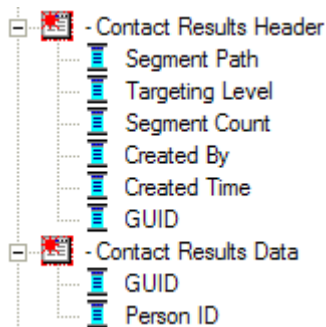 - Contact Results Header
Segment Path
Targeting Level
Segment Count
Created By
Created Time
GUID
- Contact Results Data
GUID
Person ID